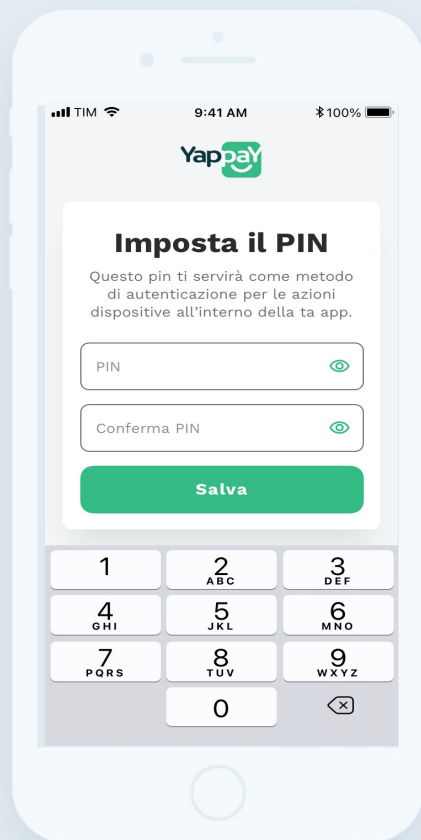 TIM 9:41 AM 100%
YappaY
Imposta il PIN
Questo pin ti servirà come metodo
di autenticazione per le azioni
dispositive all'interno della ta app.
PIN
Conferma PIN
Salva
1 2 3
ABC DEF
4 5 6
GHI JKL MNO
7 8 9
PQRS TUV WXYZ
0